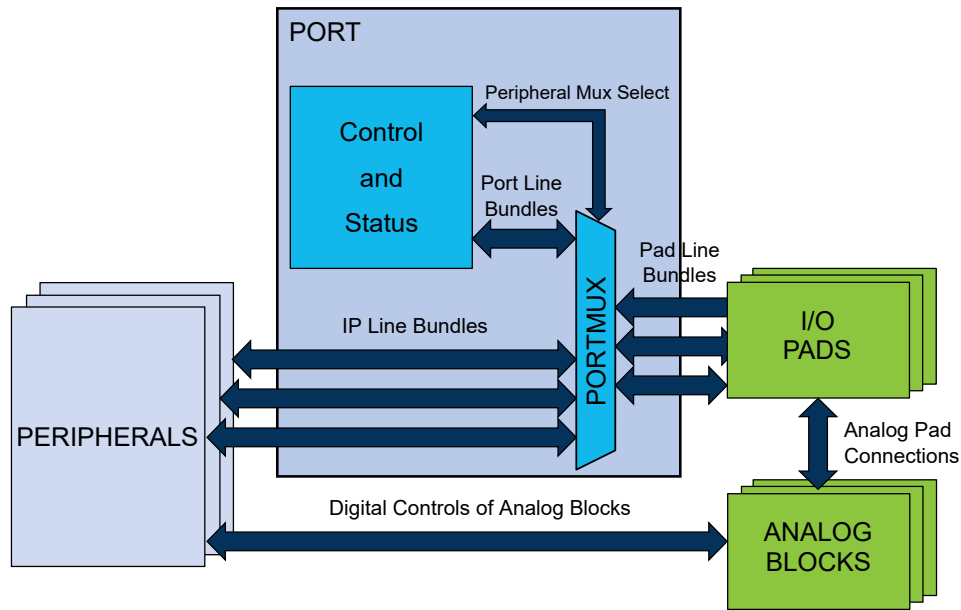 PORT
Peripheral Mux Select
Control
and
Status
Port Line
Bundles
Pad Line
Bundles
PORTMUX
I/O
PADS
IP Line Bundles
PERIPHERALS
Analog Pad
Connections
Digital Controls of Analog Blocks
ANALOG
BLOCKS